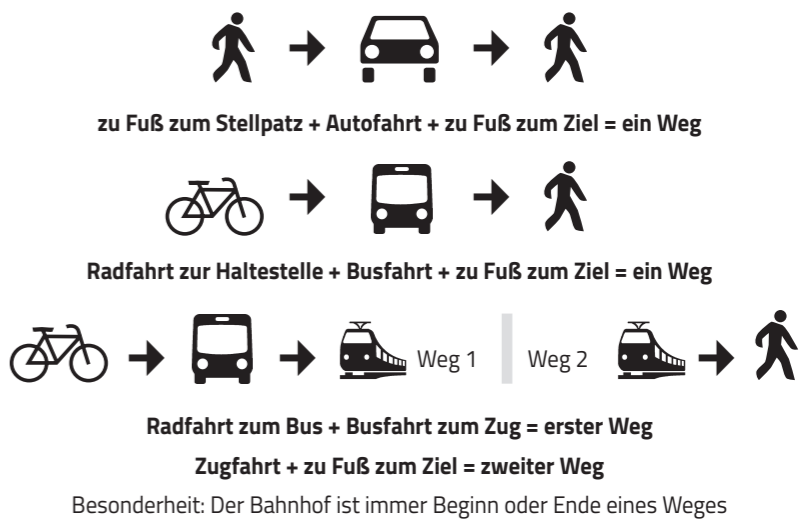 zu Fuß zum Stellpatz + Autofahrt + zu Fuß zum Ziel = ein Weg
Radfahrt zur Haltestelle + Busfahrt + zu Fuß zum Ziel = ein Weg
Weg 1 Weg 2
Radfahrt zum Bus + Busfahrt zum Zug = erster Weg
Zugfahrt + zu Fuß zum Ziel = zweiter Weg
Besonderheit: Der Bahnhof ist immer Beginn oder Ende eines Weges